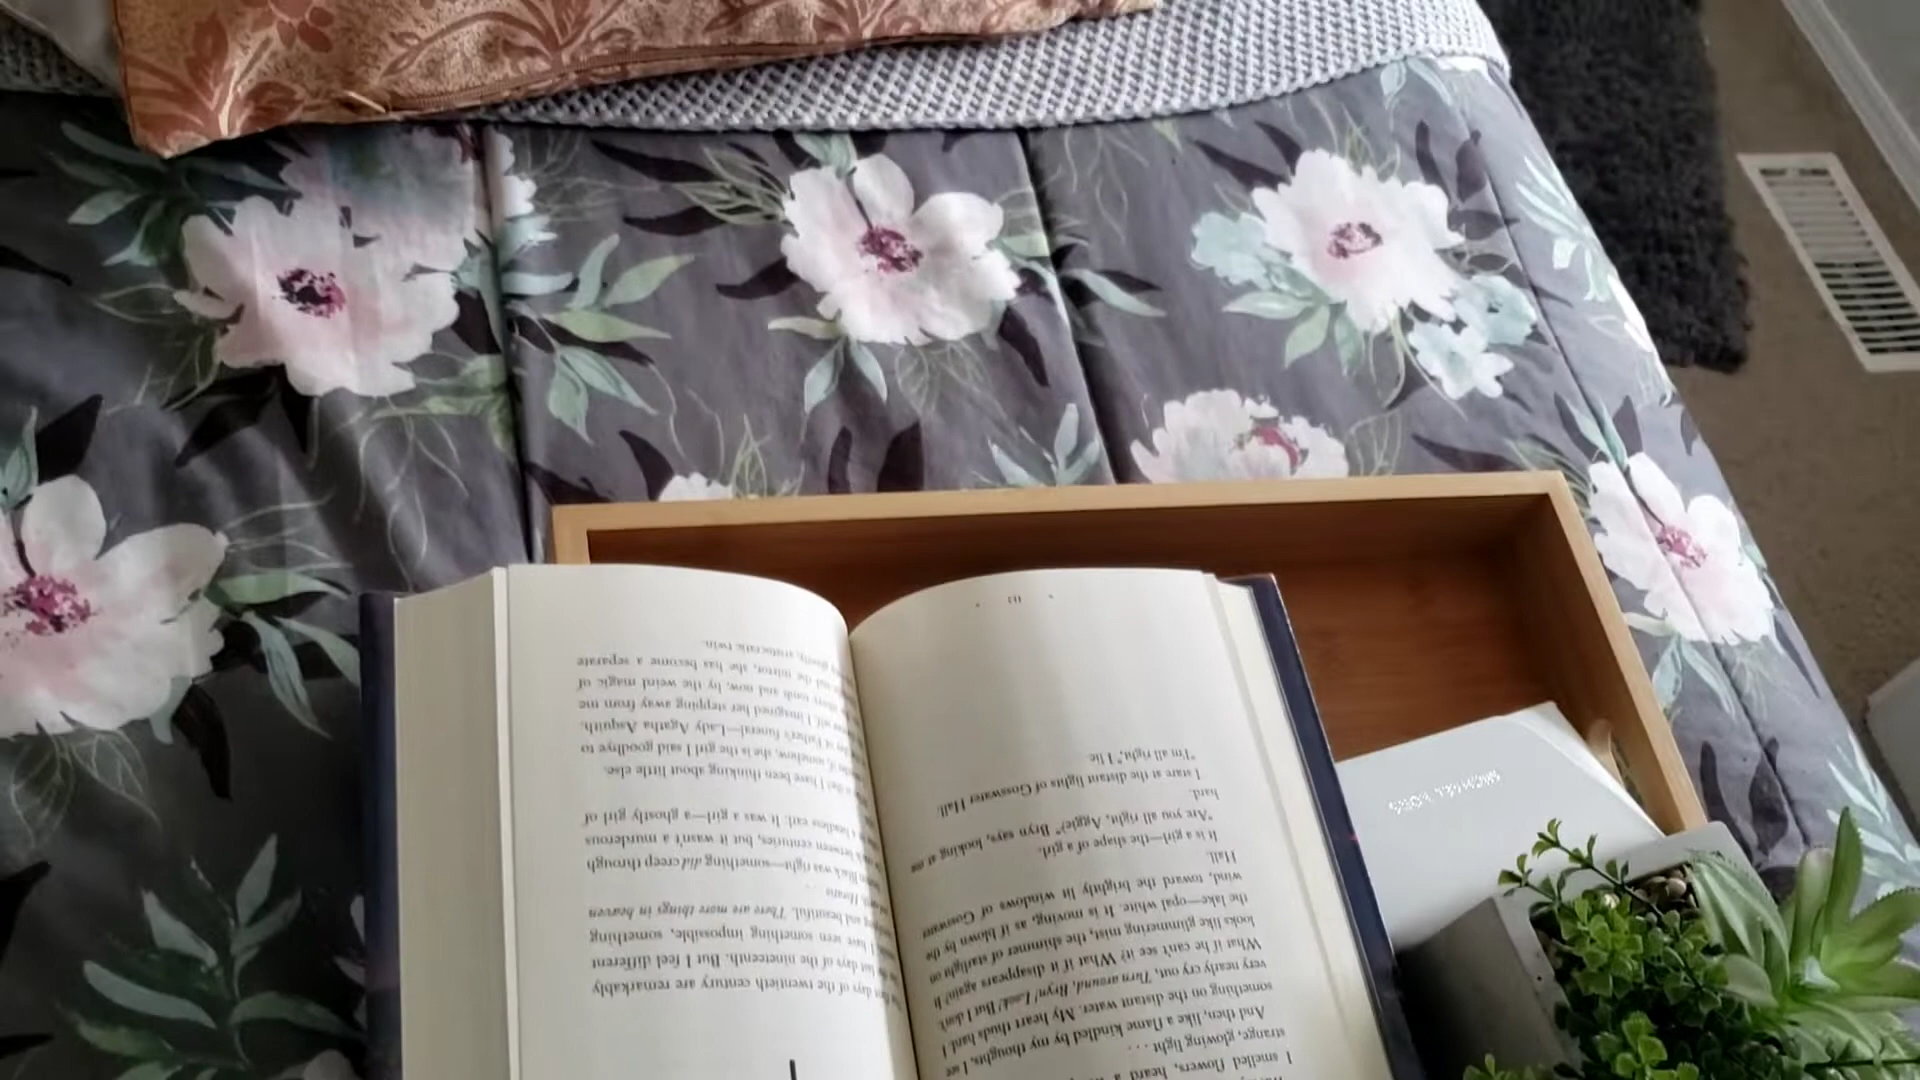 I smelled flowers, heard a
strange, glowing light . . . .
And then, like a flame kindled by my thoughts, I see
something on the distant water. My heart thuds hard. I
very nearly cry out, Turn around, Bryn! Look! But I don't.
What if he can't see it? What if it disappears again? It
looks like glimmering mist, the shimmer of starlight on
the lake—opal white. It is moving, as if blown by the
wind, toward the brightly lit windows of Gosswater
Hall.
It is a girl—the shape of a girl.
“Are you all right, Aggie?” Bryn says, looking at me
hard.
I stare at the distant lights of Gosswater Hall.
“I'm all right,” I lie.
112
days of the twentieth century are remarkably
last days of the nineteenth. But I feel different
I have seen something impossible, something
and beautiful. There are more things in heaven
Horatio
Black was right—something did creep through
between centuries, but it wasn't a murderous
headless earl. It was a girl—a ghostly girl of
I have been thinking about little else.
if, somehow, she is the girl I said goodbye to
of Father's funeral—Lady Agatha Asquith.
self. I imagined her stepping away from me
tomb and now, by the weird magic of
and the mirror, she has become a separate
ghostly, aristocratic twin.
MICHAEL KORS